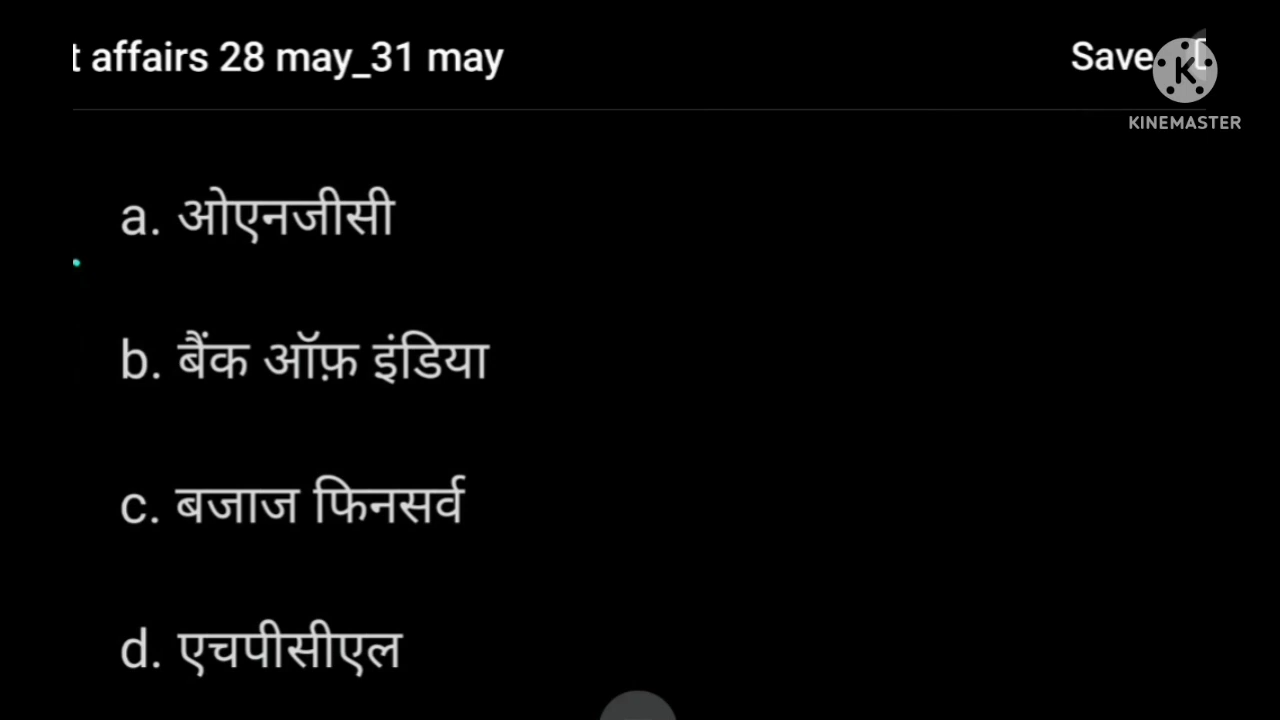 t affairs 28 may_31 may
Save
KINEMASTER
a. ओएनजीसी
b. बैंक ऑफ़ इंडिया
c. बजाज फिनसर्व
d. एचपीसीएल